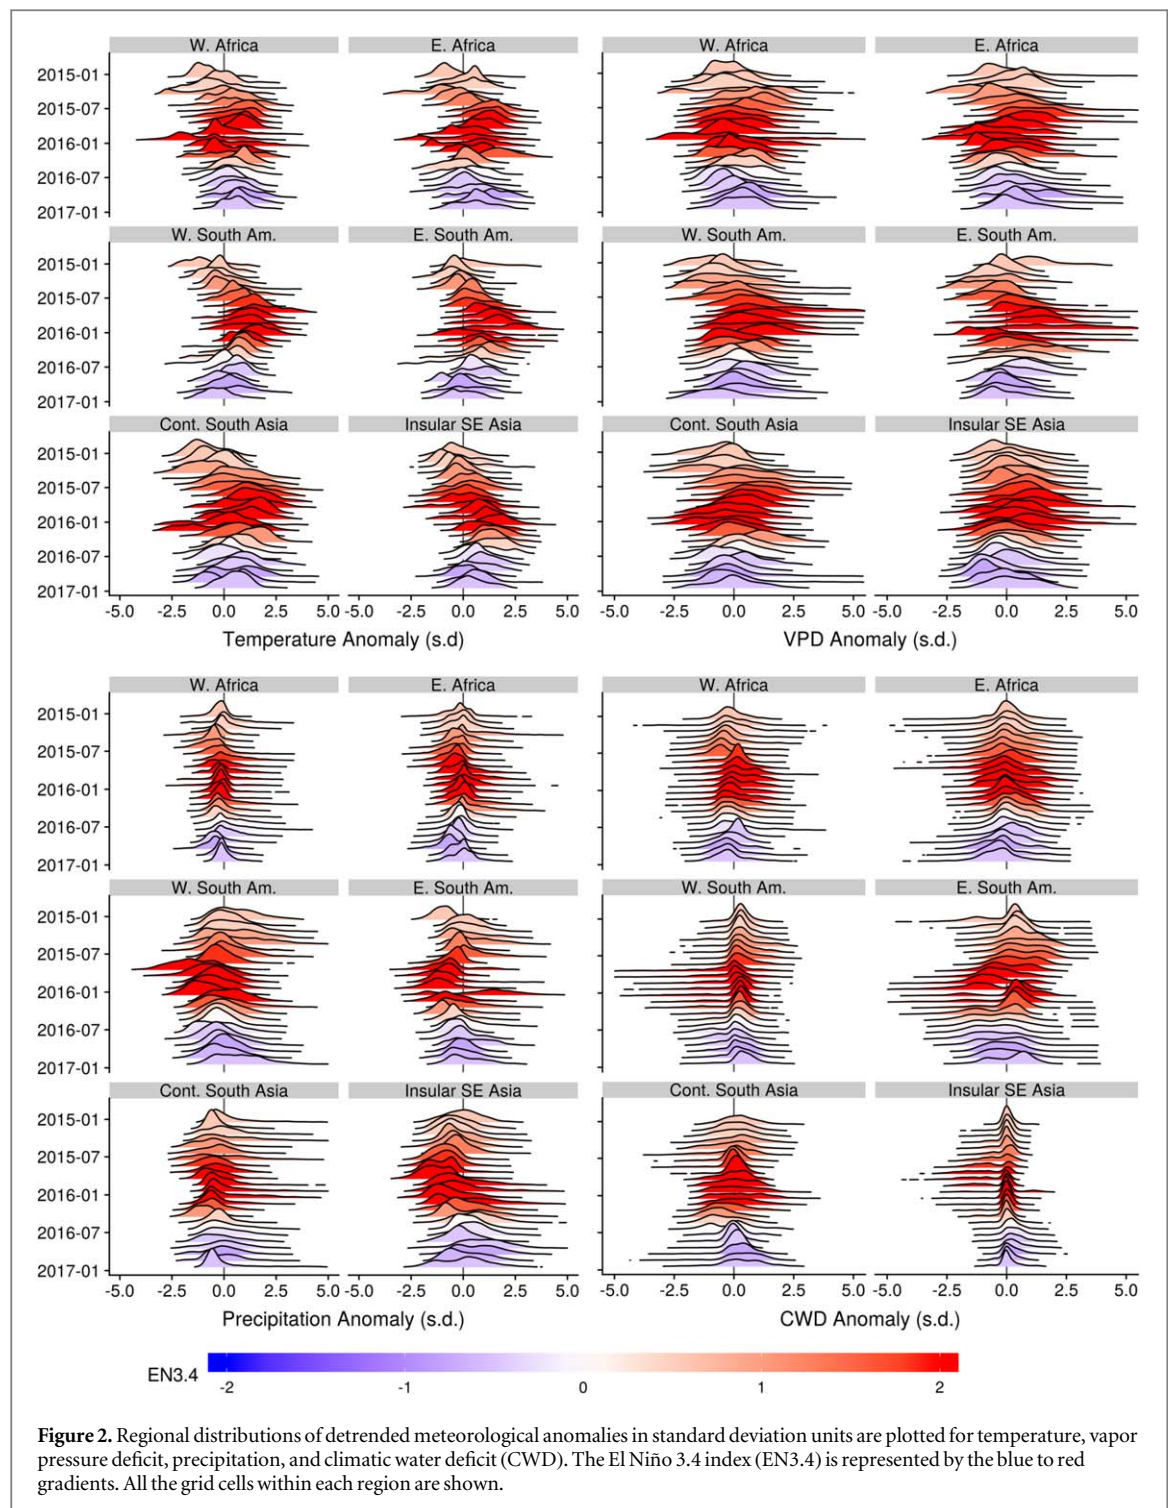 W. Africa E. Africa W. Africa E. Africa
2015-01
2015-07
2016-01
2016-07
2017-01
W. South Am. E. South Am. W. South Am. E. South Am.
2015-01
2015-07
2016-01
2016-07
2017-01
Cont. South Asia Insular SE Asia Cont. South Asia Insular SE Asia
2015-01
2015-07
2016-01
2016-07
2017-01
-5.0 -2.5 0.0 2.5 5.0 -5.0 -2.5 0.0 2.5 5.0 -5.0 -2.5 0.0 2.5 5.0 -5.0 -2.5 0.0 2.5 5.0
Temperature Anomaly (s.d) VPD Anomaly (s.d.)
W. Africa E. Africa W. Africa E. Africa
2015-01
2015-07
2016-01
2016-07
2017-01
W. South Am. E. South Am. W. South Am. E. South Am.
2015-01
2015-07
2016-01
2016-07
2017-01
Cont. South Asia Insular SE Asia Cont. South Asia Insular SE Asia
2015-01
2015-07
2016-01
2016-07
2017-01
-5.0 -2.5 0.0 2.5 5.0 -5.0 -2.5 0.0 2.5 5.0 -5.0 -2.5 0.0 2.5 5.0 -5.0 -2.5 0.0 2.5 5.0
Precipitation Anomaly (s.d.) CWD Anomaly (s.d.)
EN3.4
-2 -1 0 1 2
Figure 2. Regional distributions of detrended meteorological anomalies in standard deviation units are plotted for temperature, vapor
pressure deficit, precipitation, and climatic water deficit (CWD). The El Niño 3.4 index (EN3.4) is represented by the blue to red
gradients. All the grid cells within each region are shown.